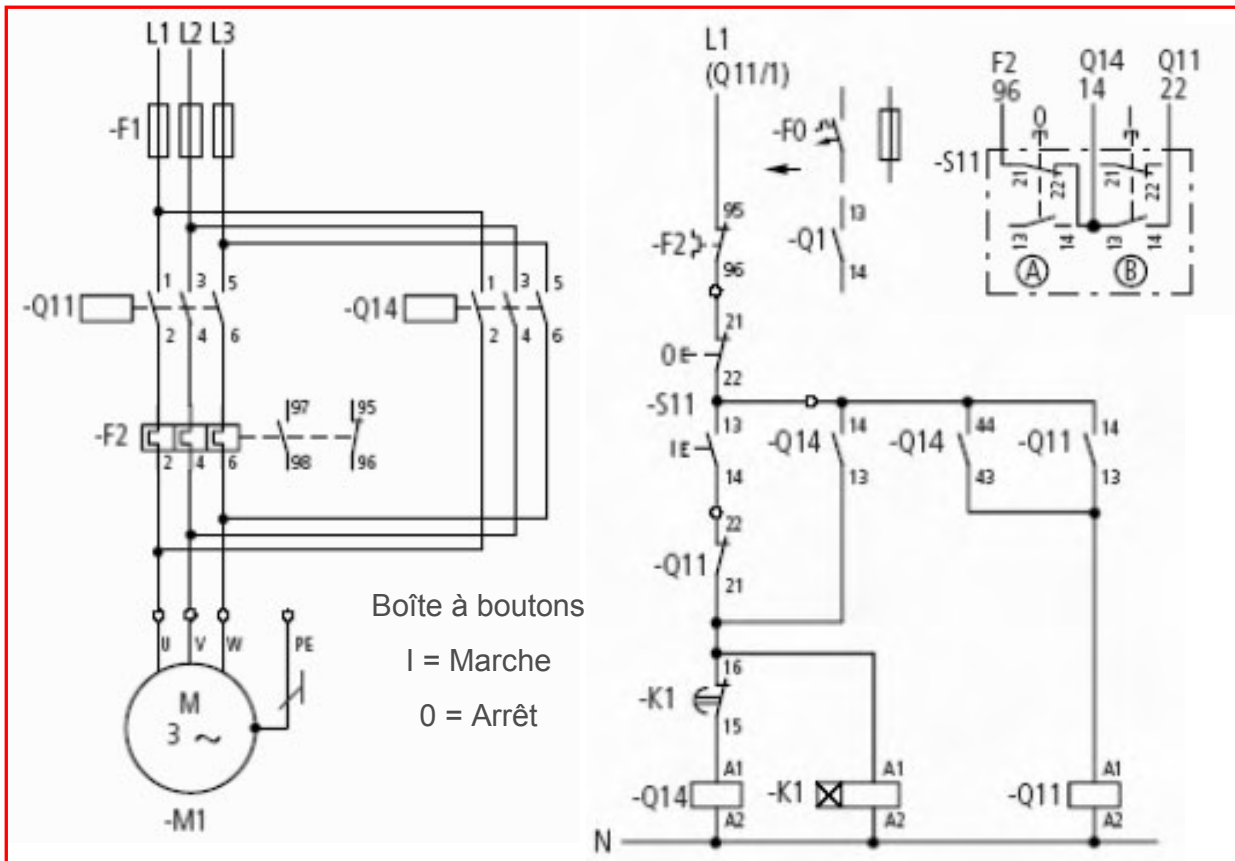 L1 L2 L3
-F1
1 3 5
-Q11
2 4 6
1 3 5
-Q14
2 4 6
97 95
-F2
98 96
2 4 6
U V W PE
M
3 ~
-M1
Boîte à boutons
I = Marche
0 = Arrêt
L1
(Q11/1)
-F0
95
-F2
96
13
-Q1
14
21
0E
22
-S11
13
IE
14
14
-Q14
13
44
-Q14
43
14
-Q11
13
22
-Q11
21
16
-K1
15
A1
-Q14
A2
A1
-K1
A2
A1
-Q11
A2
N
F2 Q14 Q11
96 14 22
0 I
-S11
21 22 21 22
13 14 13 14
A B